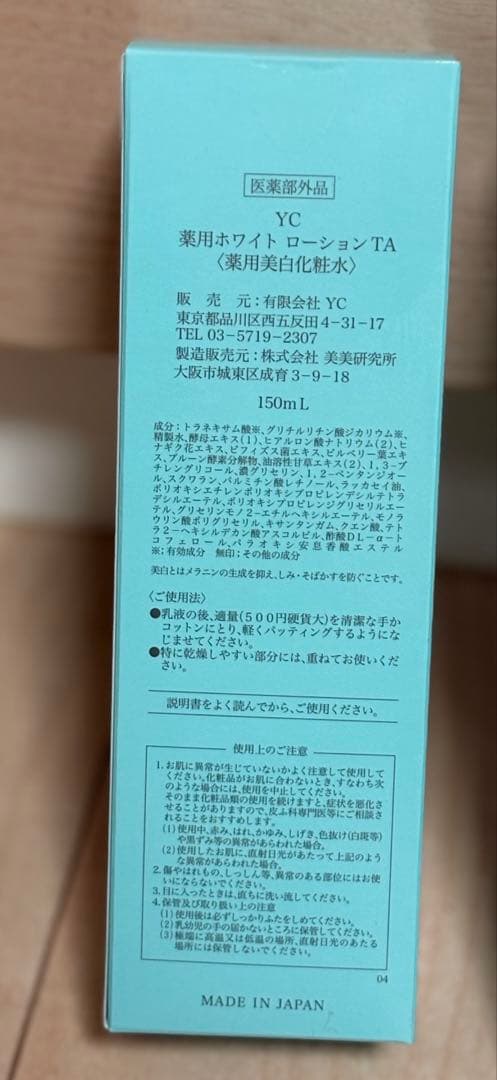 医薬部外品
YC
薬用ホワイト ローション TA
〈薬用美白化粧水〉
販売元：有限会社 YC
東京都品川区西五反田4-31-17
TEL 03-5719-2307
製造販売元：株式会社 美美研究所
大阪市城東区成育3-9-18
150mL
成分：トラネキサム酸※、グリチルリチン酸ジカリウム※、
精製水、酵母エキス(1)、ヒアルロン酸ナトリウム(2)、ヒ
ナギク花エキス、ビフィズス菌エキス、ビルベリー葉エキ
ス、プルーン酵素分解物、油溶性甘草エキス(2)、1,3-ブ
チレングリコール、濃グリセリン、1,2-ペンタンジオー
ル、スクワラン、パルミチン酸レチノール、ラッカセイ油、
ポリオキシエチレンポリオキシプロピレンデシルテトラ
デシルエーテル、ポリオキシプロピレンジグリセリルエー
テル、グリセリンモノ2-エチルヘキシルエーテル、モノラ
ウリン酸ポリグリセリル、キサンタンガム、クエン酸、テト
ラ2-ヘキシルデカン酸アスコルビル、酢酸DL-α-ト
コフェロール、パラオキシ安息香酸エステル
※；有効成分 無印；その他の成分
美白とはメラニンの生成を抑え、しみ・そばかすを防ぐことです。
〈ご使用法〉
●乳液の後、適量(500円硬貨大)を清潔な手か
コットンにとり、軽くパッティングするようにな
じませてください。
●特に乾燥しやすい部分には、重ねてお使いくだ
さい。
説明書をよく読んでから、ご使用ください。
使用上のご注意
1.お肌に異常が生じていないかよく注意して使用して
ください。化粧品がお肌に合わないとき、すなわち次
のような場合には、使用を中止してください。
そのまま化粧品類の使用を続けますと、症状を悪化さ
せることがありますので、皮ふ科専門医等にご相談さ
れることをおすすめします。
(1)使用中、赤み、はれ、かゆみ、しげき、色抜け(白斑等)
や黒ずみ等の異常があらわれた場合。
(2)使用したお肌に、直射日光があたって上記のよう
な異常があらわれた場合。
2.傷やはれもの、しっしん等、異常のある部位にはお使
いにならないでください。
3.目に入ったときは、直ちに洗い流してください。
4.保管及び取り扱い上の注意
(1)使用後は必ずしっかりふたをしめてください。
(2)乳幼児の手の届かないところに保管してください。
(3)極端に高温又は低温の場所、直射日光のあたる
場所には保管しないでください。
04
MADE IN JAPAN